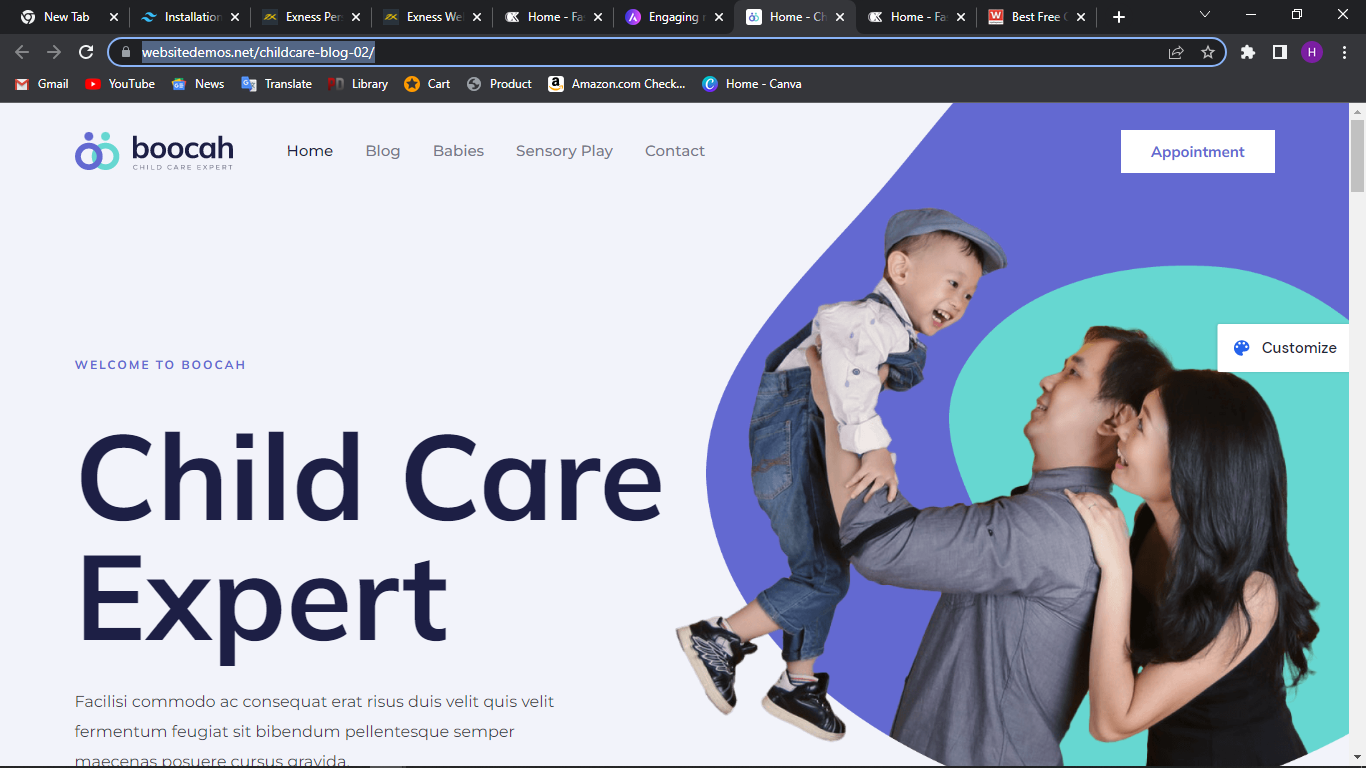 New Tab
Installation
Exness Per
Exness We
Home - Fa
Engaging
Home - Ch
Home - Fa
Best Free
websitedemos.net/childcare-blog-02/
H
Gmail
YouTube
News
Translate
Library
Cart
Product
Amazon.com Check...
Home - Canva
boocah
CHILD CARE EXPERT
Home
Blog
Babies
Sensory Play
Contact
Appointment
Customize
WELCOME TO BOOCAH
Child Care
Expert
Facilisi commodo ac consequat erat risus duis velit quis velit
fermentum feugiat sit bibendum pellentesque semper
maecenas posuere cursus gravida.